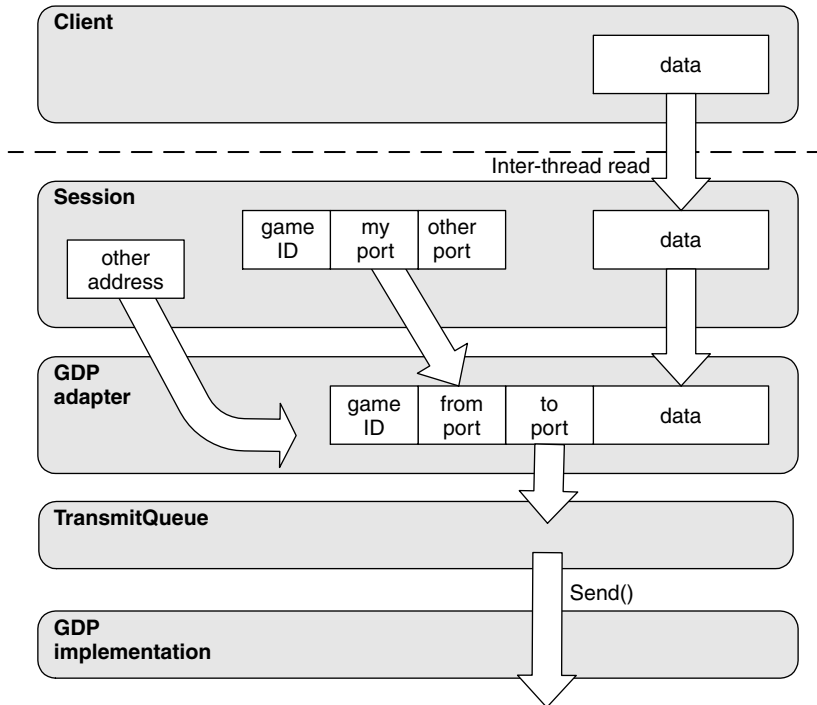 Client
data
Inter-thread read
Session
other
address
game
ID
my
port
other
port
data
GDP
adapter
game
ID
from
port
to
port
data
TransmitQueue
Send()
GDP
implementation